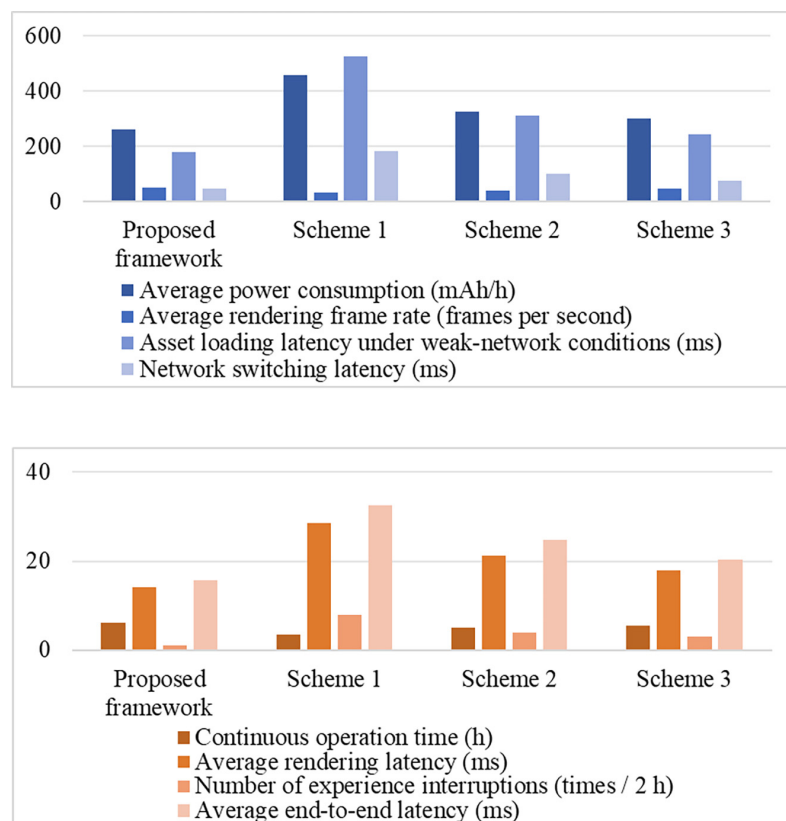 600
400
200
0
Proposed framework
Scheme 1
Scheme 2
Scheme 3
Average power consumption (mAh/h)
Average rendering frame rate (frames per second)
Asset loading latency under weak-network conditions (ms)
Network switching latency (ms)
40
20
0
Proposed framework
Scheme 1
Scheme 2
Scheme 3
Continuous operation time (h)
Average rendering latency (ms)
Number of experience interruptions (times / 2 h)
Average end-to-end latency (ms)